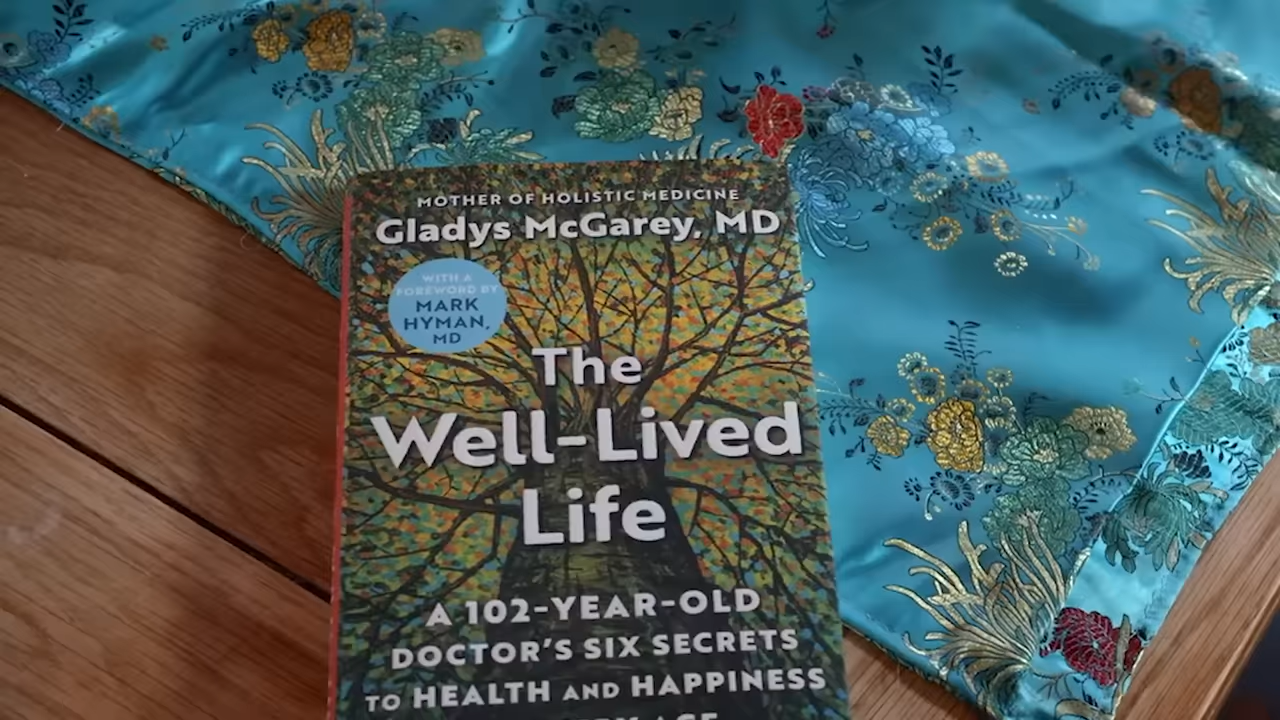 MOTHER OF HOLISTIC MEDICINE
Gladys McGarey, MD
WITH A
FOREWORD BY
MARK
HYMAN,
MD
The
Well-Lived
Life
A 102-YEAR-OLD
DOCTOR'S SIX SECRETS
TO HEALTH AND HAPPINESS
AGE